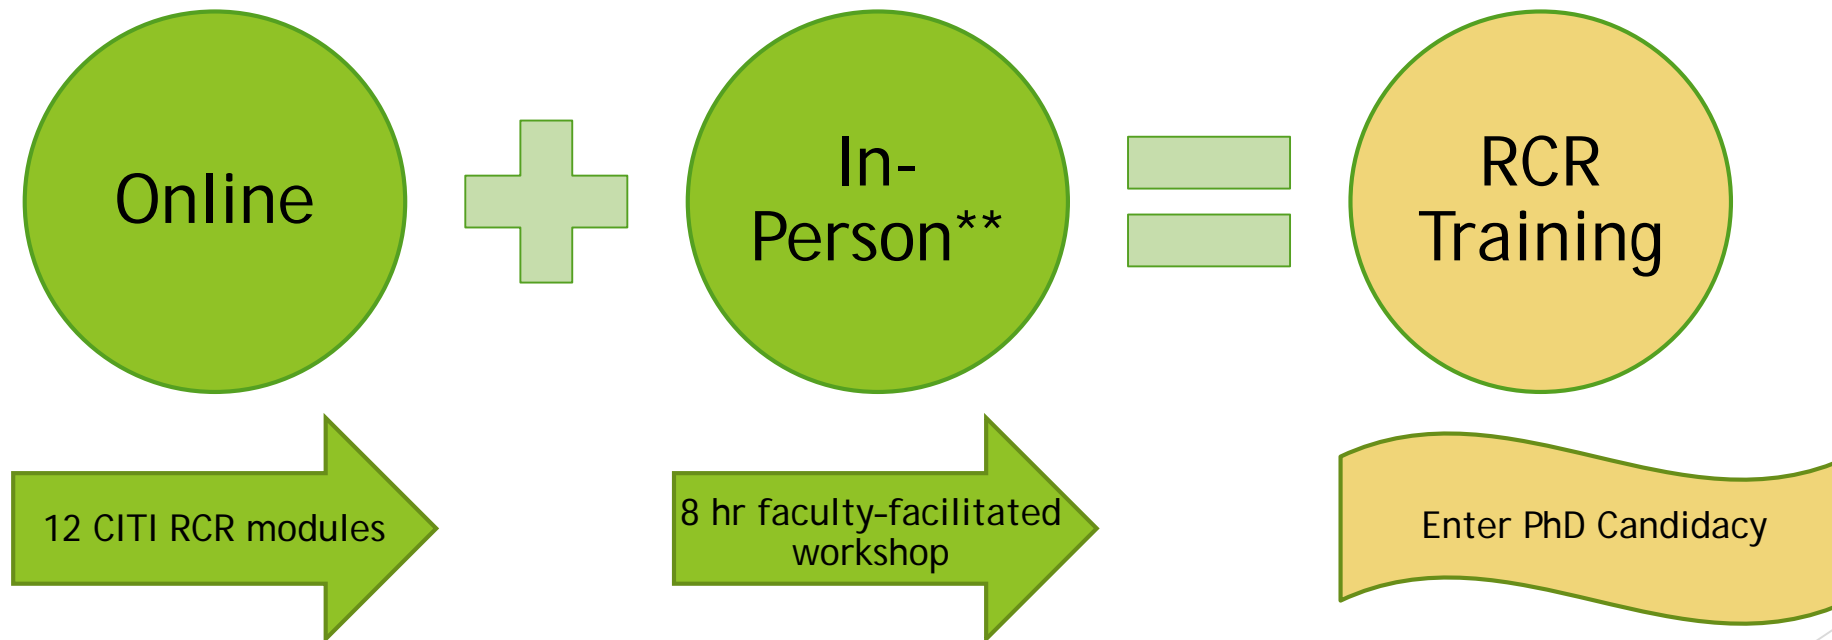 Online
In-
Person**
RCR
Training
12 CITI RCR modules
8 hr faculty-facilitated
workshop
Enter PhD Candidacy